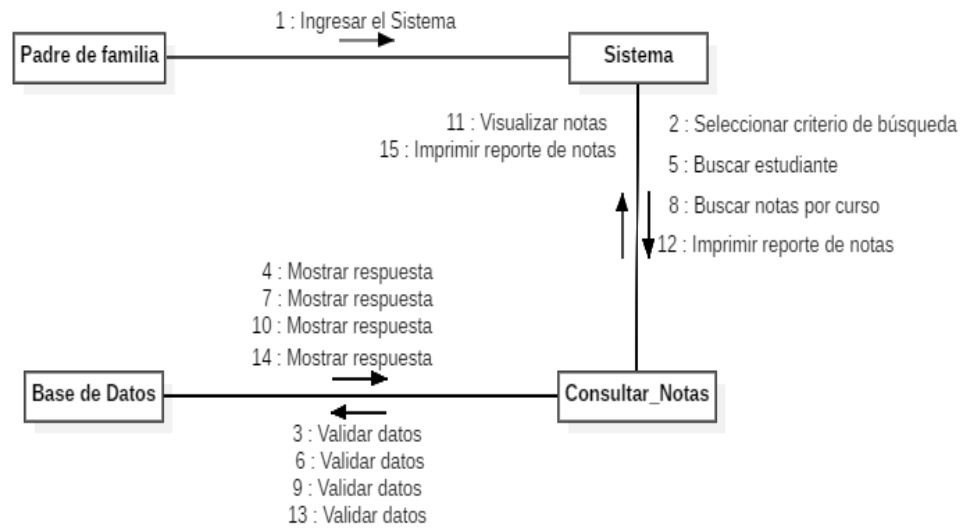 1 : Ingresar el Sistema
Padre de familia
Sistema
11 : Visualizar notas
15 : Imprimir reporte de notas
2 : Seleccionar criterio de búsqueda
5 : Buscar estudiante
8 : Buscar notas por curso
12 : Imprimir reporte de notas
4 : Mostrar respuesta
7 : Mostrar respuesta
10 : Mostrar respuesta
14 : Mostrar respuesta
Base de Datos
Consultar_Notas
3 : Validar datos
6 : Validar datos
9 : Validar datos
13 : Validar datos